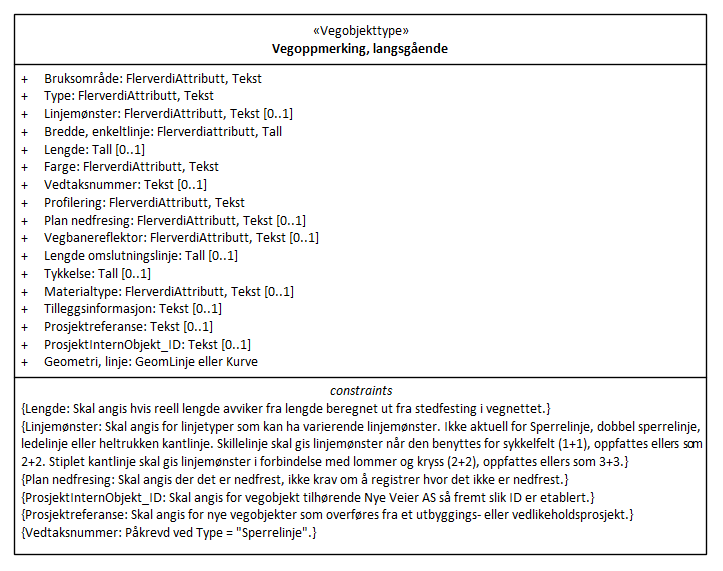 «Vegobjekttype»
Vegoppmerking, langsgående
+ Bruksområde: FlerverdiAttributt, Tekst
+ Type: FlerverdiAttributt, Tekst
+ Linjemønster: FlerverdiAttributt, Tekst [0..1]
+ Bredde, enkeltlinje: Flerverdiattributt, Tall
+ Lengde: Tall [0..1]
+ Farge: FlerverdiAttributt, Tekst
+ Vedtaksnummer: Tekst [0..1]
+ Profilering: FlerverdiAttributt, Tekst
+ Plan nedfresing: FlerverdiAttributt, Tekst [0..1]
+ Vegbanereflektor: FlerverdiAttributt, Tekst [0..1]
+ Lengde omslutningslinje: Tall [0..1]
+ Tykkelse: Tall [0..1]
+ Materialtype: FlerverdiAttributt, Tekst [0..1]
+ Tilleggsinformasjon: Tekst [0..1]
+ Prosjektreferanse: Tekst [0..1]
+ ProsjektInternObjekt_ID: Tekst [0..1]
+ Geometri, linje: GeomLinje eller Kurve
constraints
{Lengde: Skal angis hvis reell lengde avviker fra lengde beregnet ut fra stedfesting i vegnettet.}
{Linjemønster: Skal angis for linjetyper som kan ha varierende linjemønster. Ikke aktuell for Sperrelinje, dobbel sperrelinje,
ledelinje eller heltrukken kantlinje. Skillelinje skal gis linjemønster når den benyttes for sykkelfelt (1+1), oppfattes ellers som
2+2. Stiplet kantlinje skal gis linjemønster i forbindelse med lommer og kryss (2+2), oppfattes ellers som 3+3.}
{Plan nedfresing: Skal angis der det er nedfrest, ikke krav om å registrer hvor det ikke er nedfrest.}
{ProsjektInternObjekt_ID: Skal angis for vegobjekt tilhørende Nye Veier AS så fremt slik ID er etablert.}
{Prosjektreferanse: Skal angis for nye vegobjekter som overføres fra et utbyggings- eller vedlikeholdsprosjekt.}
{Vedtaksnummer: Påkrevd ved Type = "Sperrelinje".}